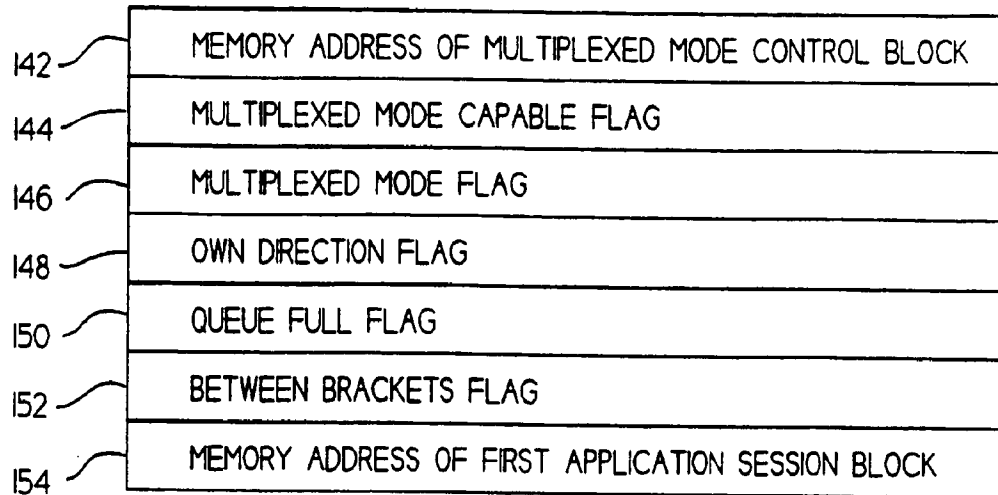 142 MEMORY ADDRESS OF MULTIPLEXED MODE CONTROL BLOCK
144 MULTIPLEXED MODE CAPABLE FLAG
146 MULTIPLEXED MODE FLAG
148 OWN DIRECTION FLAG
150 QUEUE FULL FLAG
152 BETWEEN BRACKETS FLAG
154 MEMORY ADDRESS OF FIRST APPLICATION SESSION BLOCK